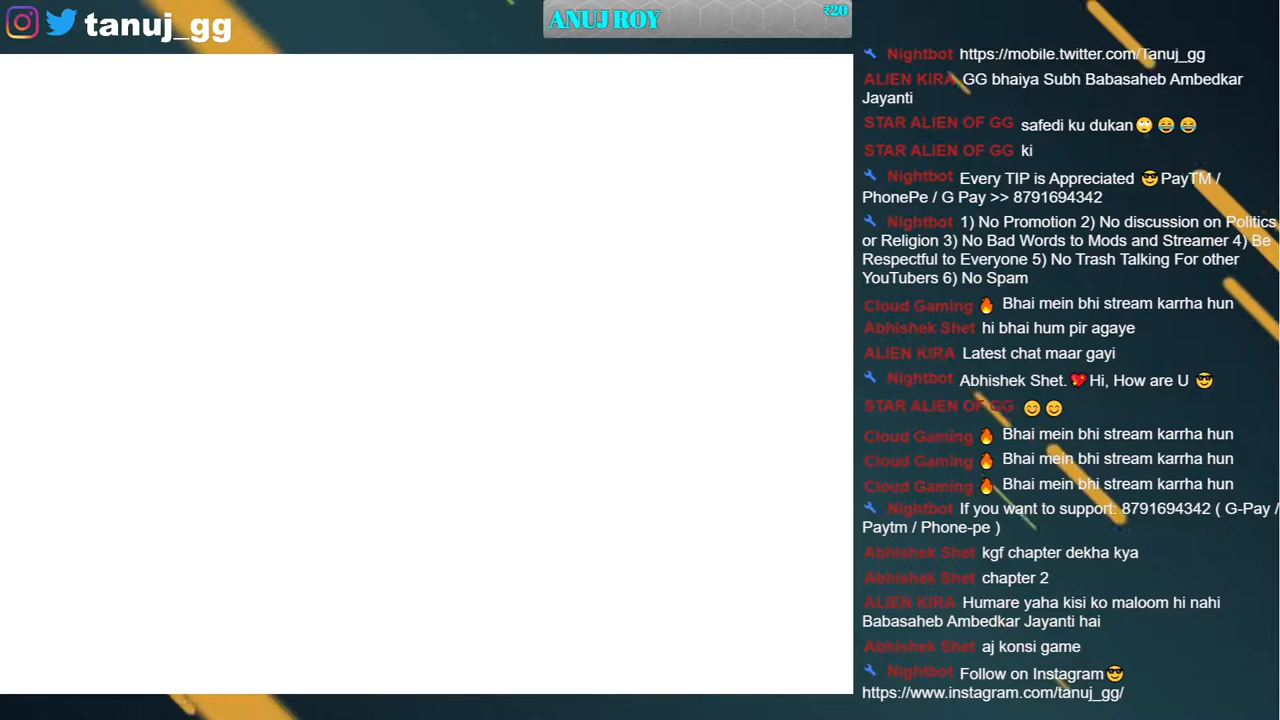 tanuj_gg
ANUJ ROY
₹20
Nightbot https://mobile.twitter.com/Tanuj_gg
ALIEN KIRA GG bhaiya Subh Babasaheb Ambedkar
Jayanti
STAR ALIEN OF GG safedi ku dukan🙄😂😂
STAR ALIEN OF GG ki
Nightbot Every TIP is Appreciated 😎PayTM /
PhonePe / G Pay >> 8791694342
Nightbot 1) No Promotion 2) No discussion on Politics
or Religion 3) No Bad Words to Mods and Streamer 4) Be
Respectful to Everyone 5) No Trash Talking For other
YouTubers 6) No Spam
Cloud Gaming 🔥 Bhai mein bhi stream karrha hun
Abhishek Shet hi bhai hum pir agaye
ALIEN KIRA Latest chat maar gayi
Nightbot Abhishek Shet.💖Hi, How are U 😎
STAR ALIEN OF GG 😊😊
Cloud Gaming 🔥 Bhai mein bhi stream karrha hun
Cloud Gaming 🔥 Bhai mein bhi stream karrha hun
Cloud Gaming 🔥 Bhai mein bhi stream karrha hun
Nightbot If you want to support: 8791694342 ( G-Pay /
Paytm / Phone-pe )
Abhishek Shet kgf chapter dekha kya
Abhishek Shet chapter 2
ALIEN KIRA Humare yaha kisi ko maloom hi nahi
Babasaheb Ambedkar Jayanti hai
Abhishek Shet aj konsi game
Nightbot Follow on Instagram😎
https://www.instagram.com/tanuj_gg/